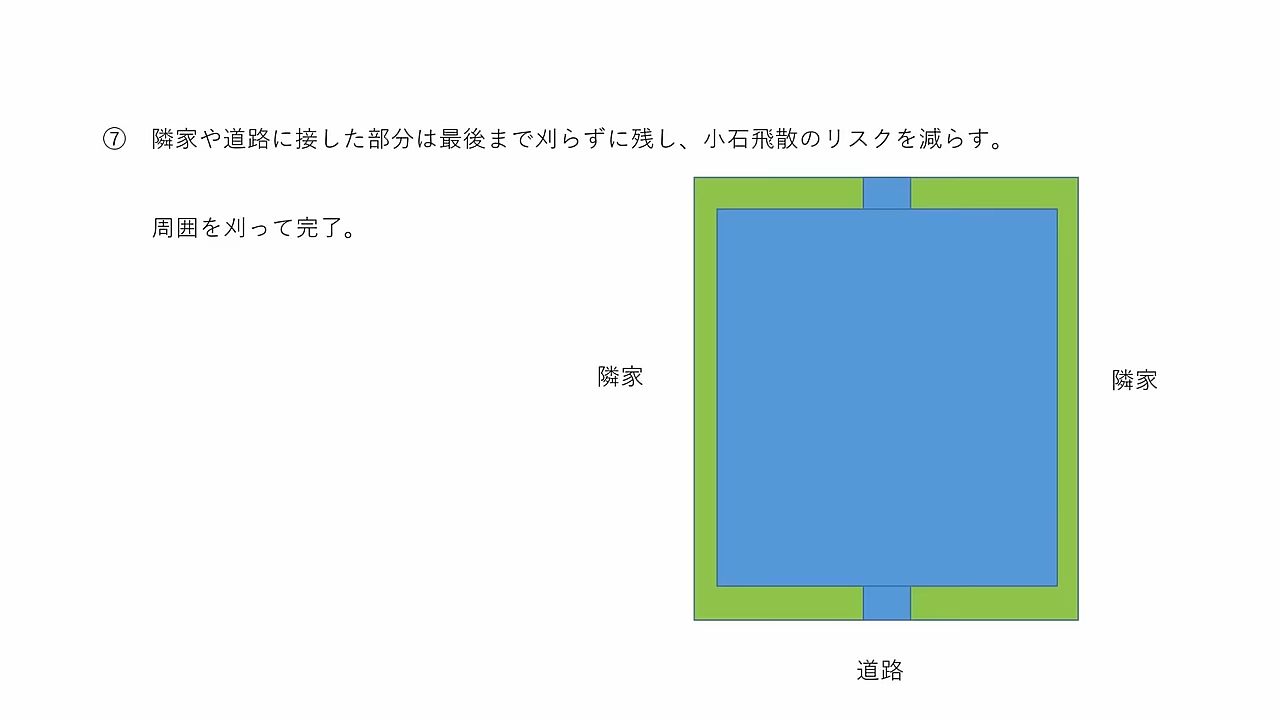 ⑦　隣家や道路に接した部分は最後まで刈らずに残し、小石飛散のリスクを減らす。
周囲を刈って完了。
隣家
隣家
道路